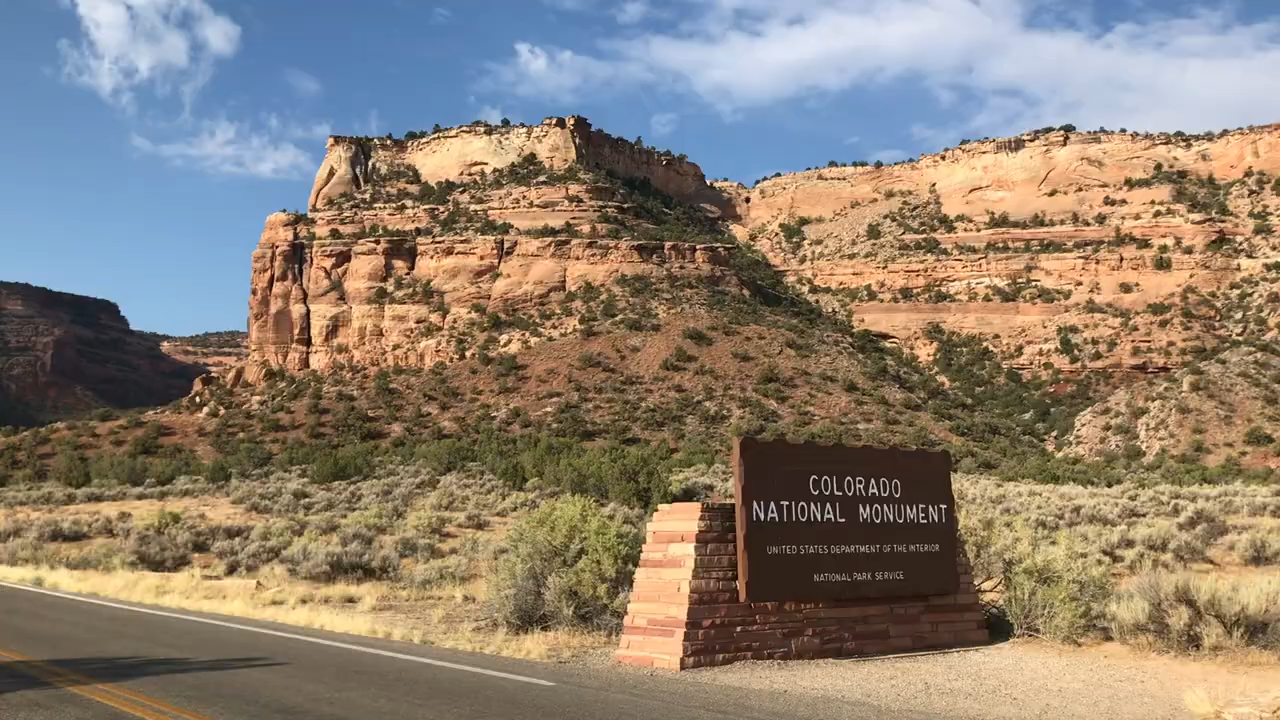 COLORADO
NATIONAL MONUMENT
UNITED STATES DEPARTMENT OF THE INTERIOR
NATIONAL PARK SERVICE